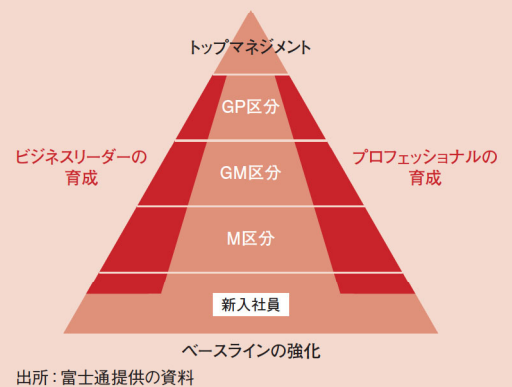 トップマネジメント
GP区分
ビジネスリーダーの
育成
GM区分
プロフェッショナルの
育成
M区分
新入社員
ベースラインの強化
出所：富士通提供の資料